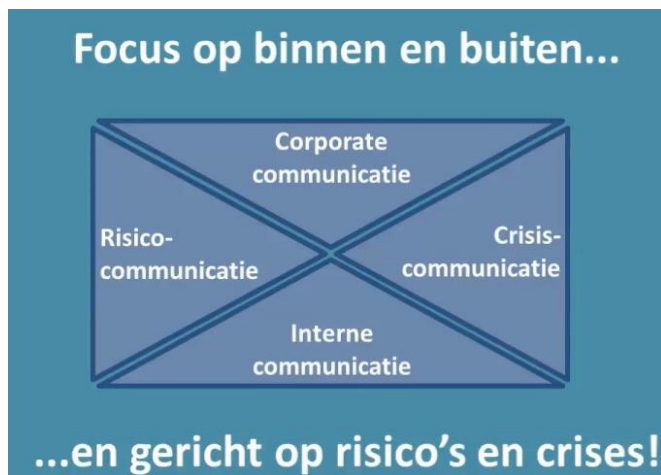 Focus op binnen en buiten...
Corporate
communicatie
Risico-
communicatie
Crisis-
communicatie
Interne
communicatie
...en gericht op risico's en crises!